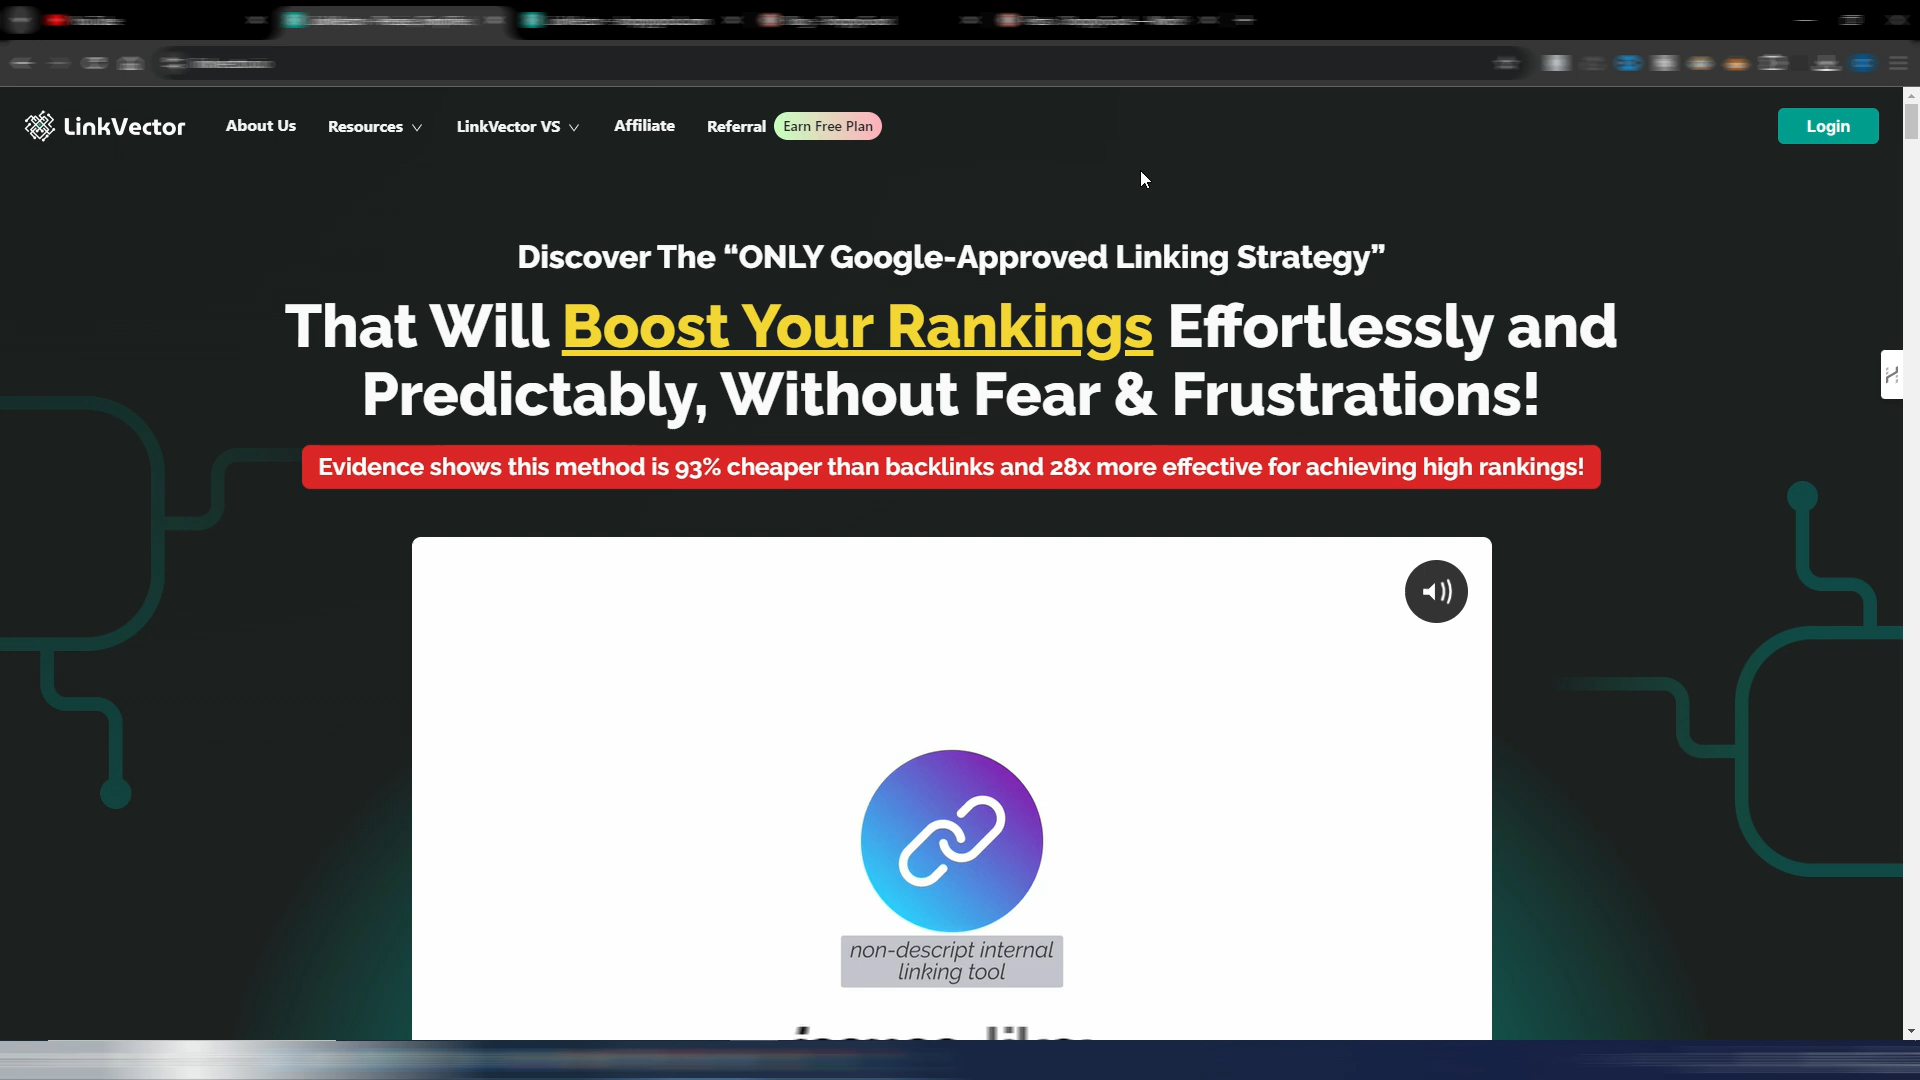 LinkVector
About Us
Resources
LinkVector VS
Affiliate
Referral
Earn Free Plan
Login
Discover The “ONLY Google-Approved Linking Strategy”
That Will Boost Your Rankings Effortlessly and
Predictably, Without Fear & Frustrations!
Evidence shows this method is 93% cheaper than backlinks and 28x more effective for achieving high rankings!
non-descript internal
linking tool